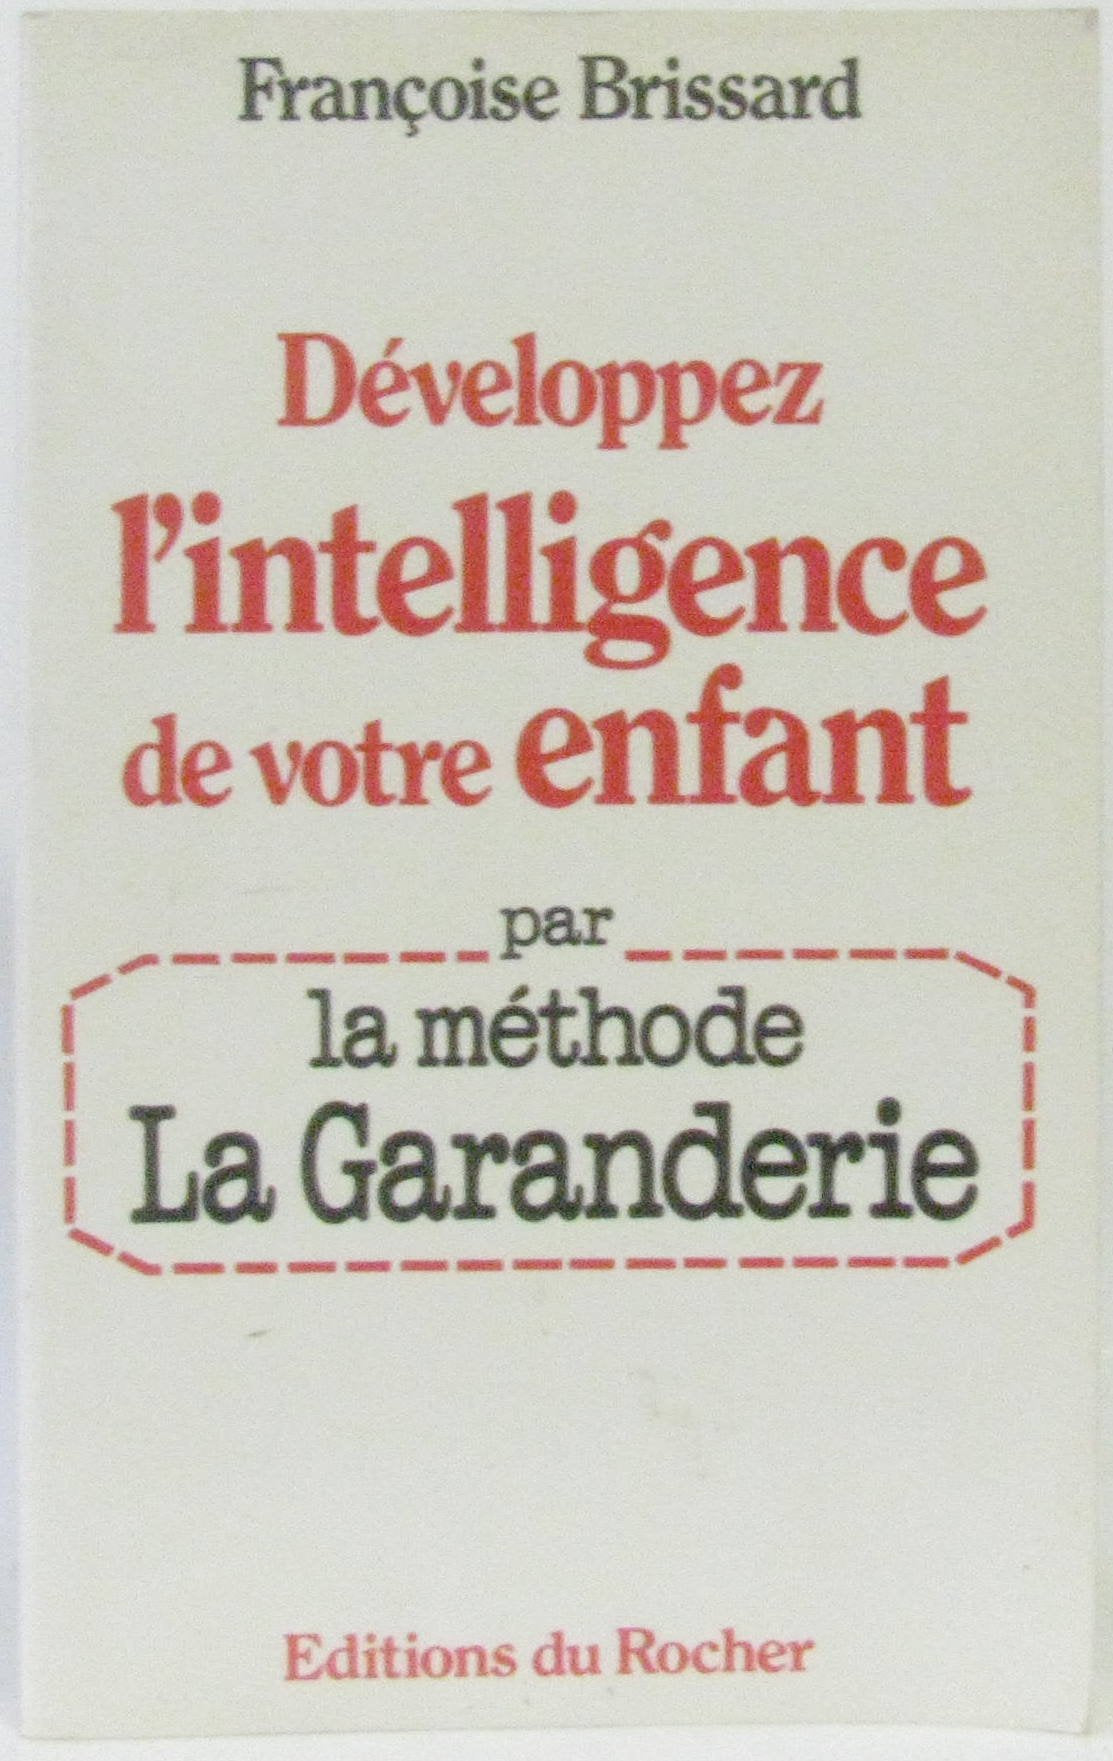 Françoise Brissard
Développez
l'intelligence
de votre enfant
par
la méthode
La Garanderie
Editions du Rocher